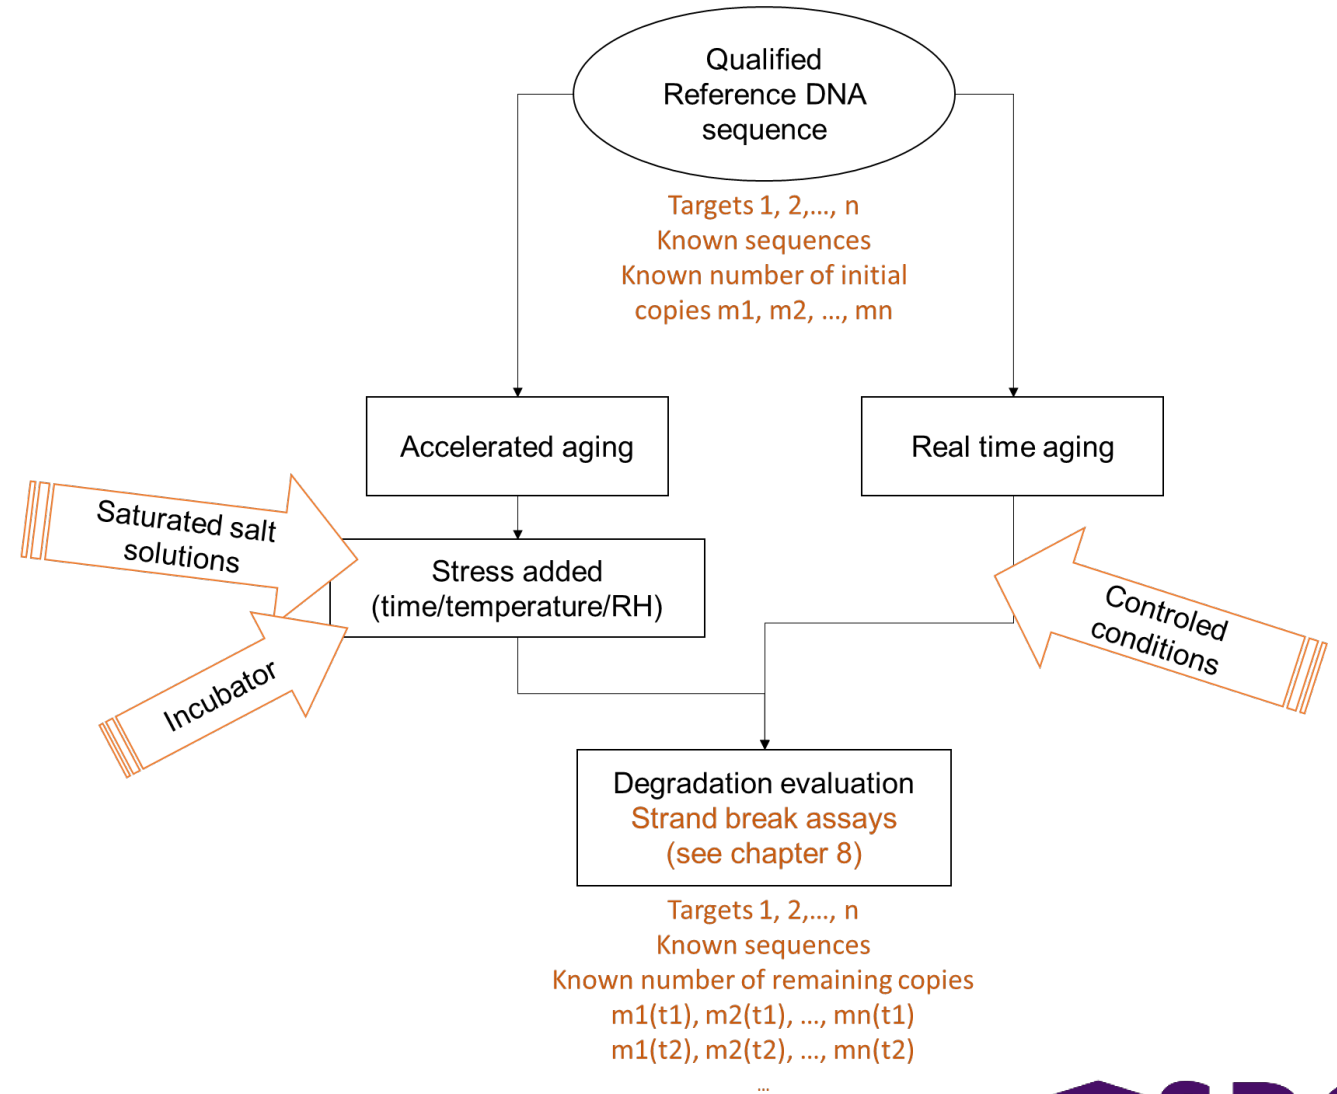 Qualified
Reference DNA
sequence
Targets 1, 2,..., n
Known sequences
Known number of initial
copies m1, m2, ..., mn
Accelerated aging
Real time aging
Saturated salt
solutions
Stress added
(time/temperature/RH)
Controled
conditions
Incubator
Degradation evaluation
Strand break assays
(see chapter 8)
Targets 1, 2,..., n
Known sequences
Known number of remaining copies
m1(t1), m2(t1), ..., mn(t1)
m1(t2), m2(t2), ..., mn(t2)
...